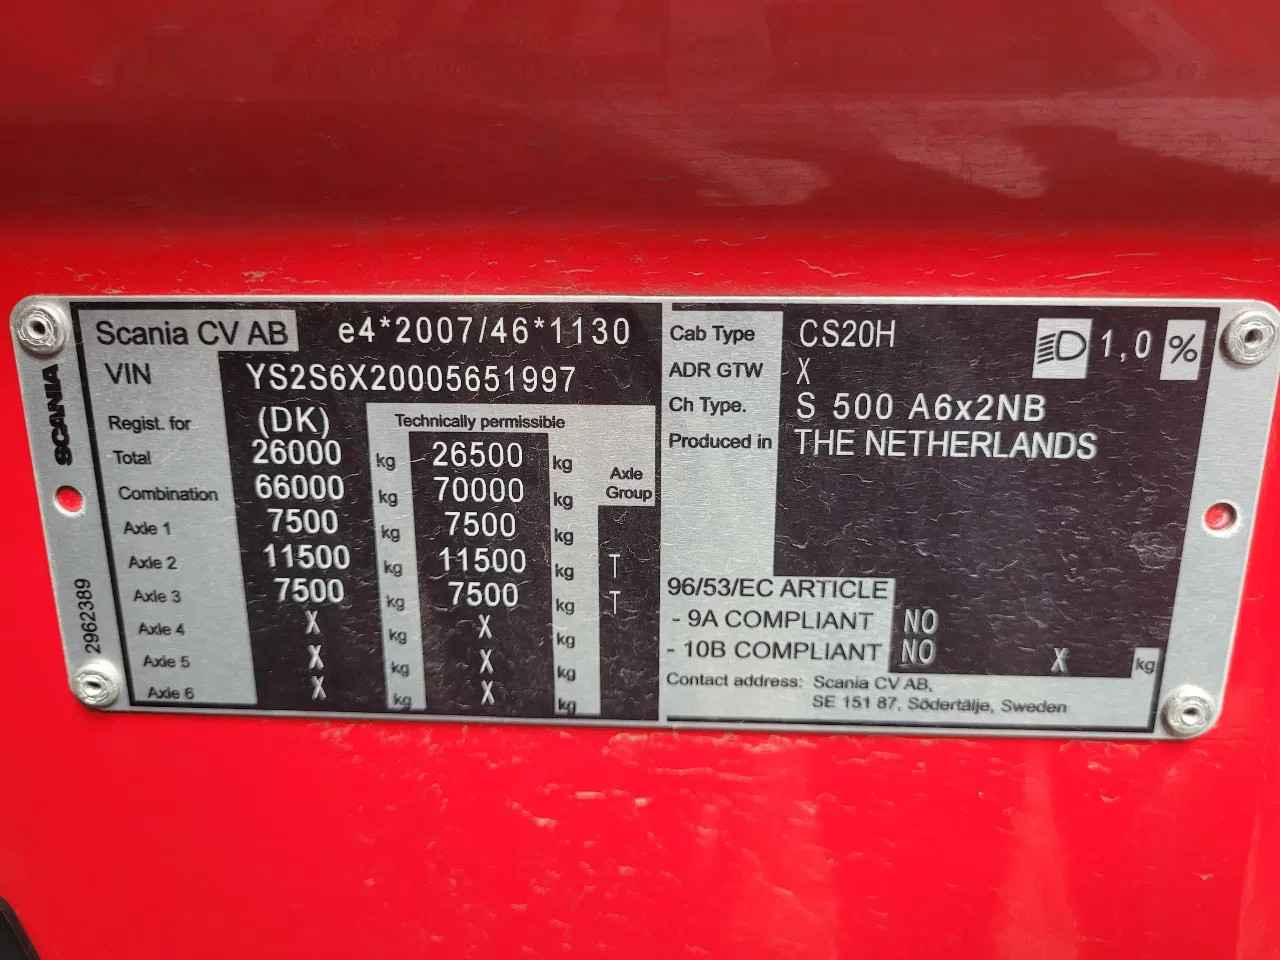 Scania CV AB e4*2007/46*1130
VIN YS2S6X20005651997
Regist. for (DK) Technically permissible
Total 26000 kg 26500 kg Axle Group
Combination 66000 kg 70000 kg
Axle 1 7500 kg 7500 kg
Axle 2 11500 kg 11500 kg T
Axle 3 7500 kg 7500 kg T
Axle 4 X kg X kg
Axle 5 X kg X kg
Axle 6 X kg X kg
SCANIA
2962389
Cab Type CS20H 1,0 %
ADR GTW X
Ch Type. S 500 A6x2NB
Produced in THE NETHERLANDS
96/53/EC ARTICLE
- 9A COMPLIANT NO
- 10B COMPLIANT NO X kg
Contact address: Scania CV AB,
SE 151 87, Södertälje, Sweden